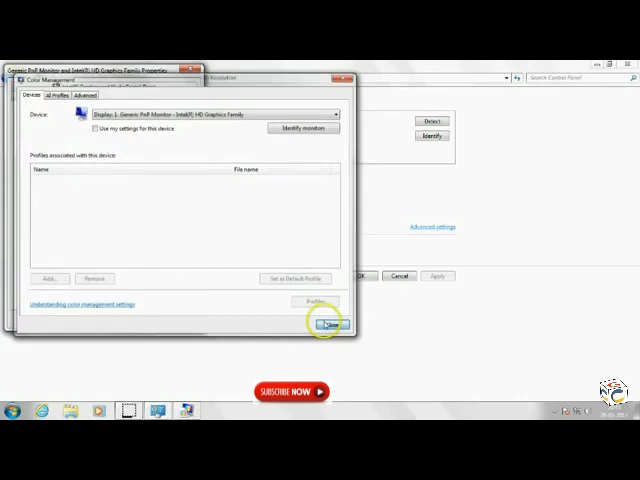 Generic PnP Monitor and Intel(R) HD Graphics Family Properties
Color Management
Resolution
Search Control Panel
Devices
All Profiles
Advanced
Device:
Display: 1. Generic PnP Monitor - Intel(R) HD Graphics Family
Use my settings for this device
Identify monitors
Detect
Identify
Profiles associated with this device:
Name
File name
Advanced settings
Add...
Remove
Set as Default Profile
OK
Cancel
Apply
Understanding color management settings
Profiles
Close
SUBSCRIBE NOW